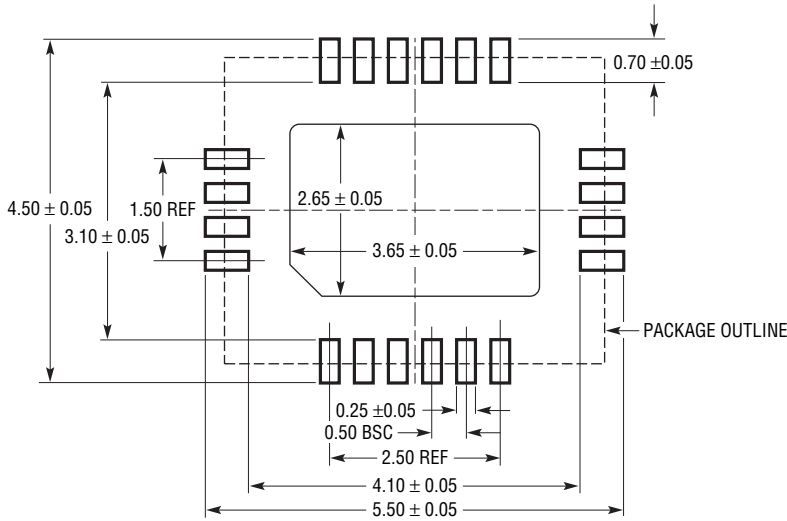 0.70 ±0.05
4.50 ± 0.05
1.50 REF
2.65 ± 0.05
3.10 ± 0.05
3.65 ± 0.05
PACKAGE OUTLINE
0.25 ±0.05
0.50 BSC
2.50 REF
4.10 ± 0.05
5.50 ± 0.05